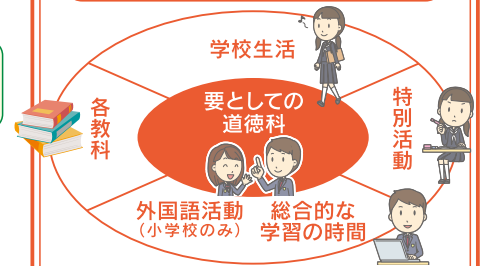 学校生活
各教科
要としての
道徳科
特別活動
外国語活動
（小学校のみ）
総合的な
学習の時間